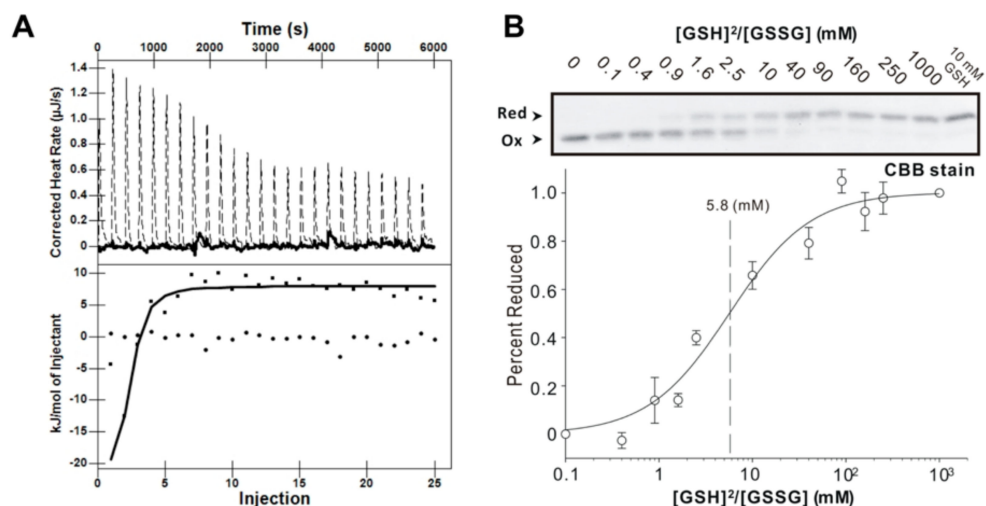 A
Time (s)
0 1000 2000 3000 4000 5000 6000
Corrected Heat Rate (µJ/s)
1.4
1.2
1.0
0.8
0.6
0.4
0.2
0
kJ/mol of Injectant
10
5
0
-5
-10
-15
-20
0 5 10 15 20 25
Injection
B
[GSH]²/[GSSG] (mM)
0 0.1 0.4 0.9 1.6 2.5 10 40 90 160 250 1000 10 mM GSH
Red
Ox
CBB stain
5.8 (mM)
Percent Reduced
1.0
0.8
0.6
0.4
0.2
0
0.1 1 10 10² 10³
[GSH]²/[GSSG] (mM)